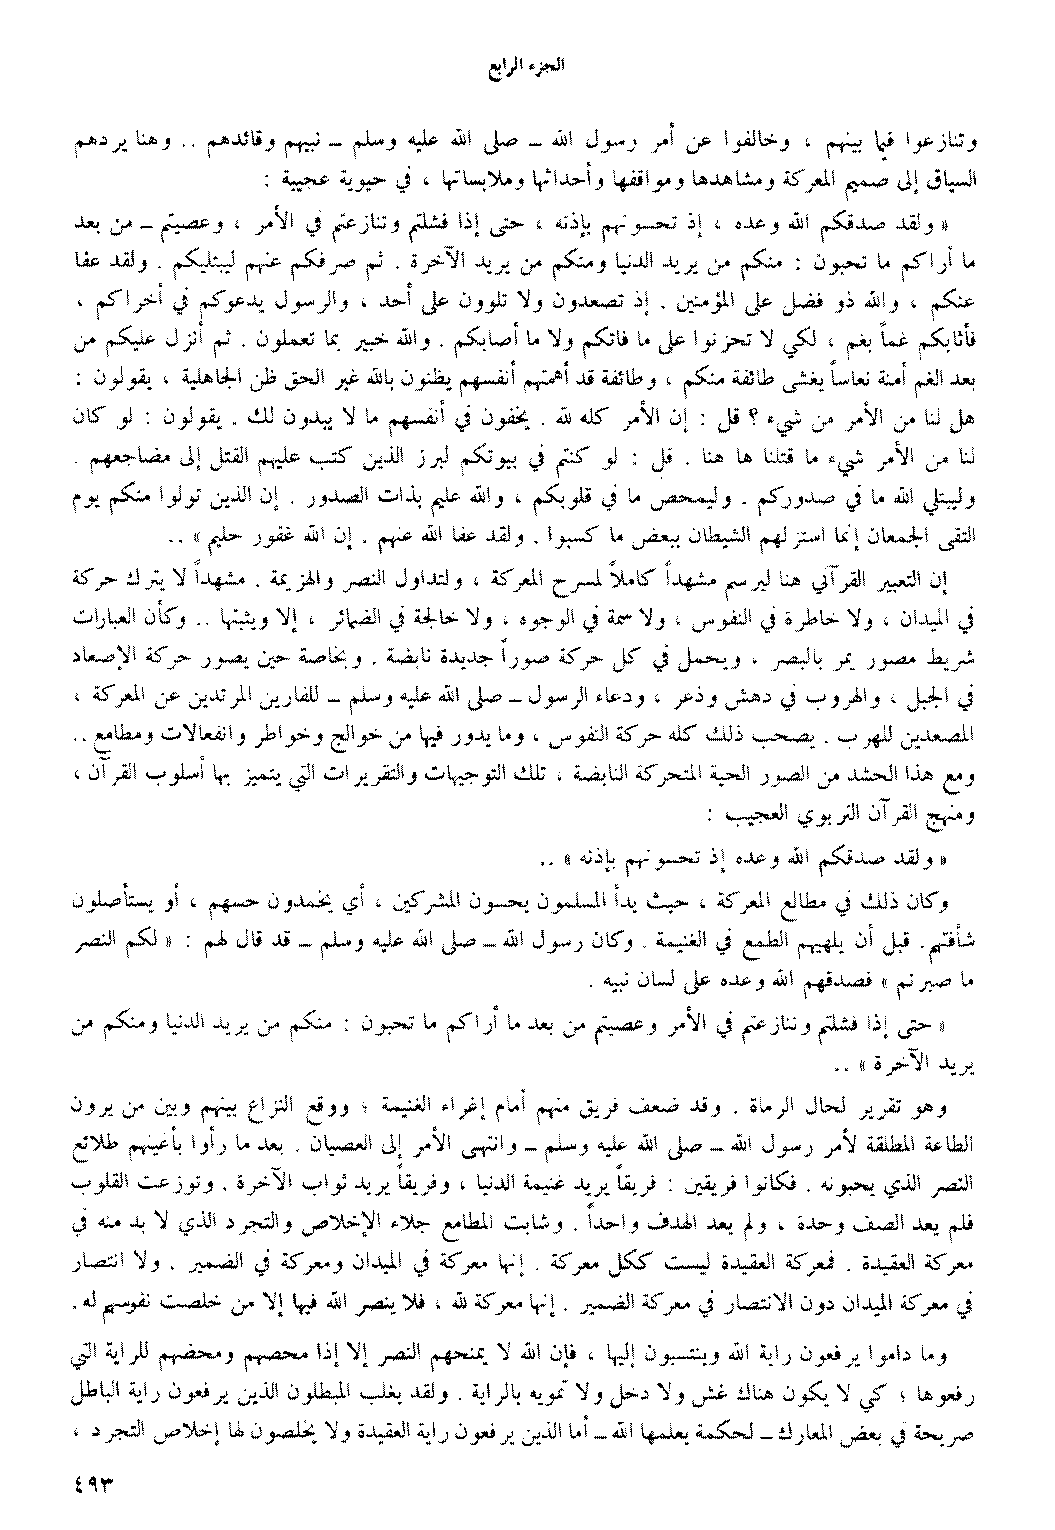 الجزء الرابع
وتنازعوا فيما بينهم ، وخالفوا عن أمر رسول الله – صلى الله عليه وسلم – نبيهم وقائدهم .. وهنا يردهم
السياق إلى صميم المعركة ومشاهدها ومواقفها وأحداثها وملابساتها ، في حيوية عجيبة :
« ولقد صدقكم الله وعده ، إذ تحسونهم بإذنه ، حتى إذا فشلتم وتنازعتم في الأمر ، وعصيتم – من بعد
ما أراكم ما تحبون : منكم من يريد الدنيا ومنكم من يريد الآخرة . ثم صرفكم عنهم ليبتليكم . ولقد عفا
عنكم ، والله ذو فضل على المؤمنين . إذ تصعدون ولا تلوون على أحد ، والرسول يدعوكم في أخراكم ،
فأثابكم غماً بغم ، لكي لا تحزنوا على ما فاتكم ولا ما أصابكم . والله خبير بما تعملون . ثم أنزل عليكم من
بعد الغم أمنة نعاساً يغشى طائفة منكم ، وطائفة قد أهمتهم أنفسهم يظنون بالله غير الحق ظن الجاهلية ، يقولون :
هل لنا من الأمر من شيء ؟ قل : إن الأمر كله لله . يخفون في أنفسهم ما لا يبدون لك . يقولون : لو كان
لنا من الأمر شيء ما قتلنا ها هنا . قل : لو كنتم في بيوتكم لبرز الذين كتب عليهم القتل إلى مضاجعهم .
وليبتلي الله ما في صدوركم . وليمحص ما في قلوبكم ، والله عليم بذات الصدور . إن الذين تولوا منكم يوم
التقى الجمعان إنما استزلهم الشيطان ببعض ما كسبوا . ولقد عفا الله عنهم . إن الله غفور حليم » ..
إن التعبير القرآني هنا ليرسم مشهداً كاملاً لمسرح المعركة ، ولتداول النصر والهزيمة . مشهداً لا يترك حركة
في الميدان ، ولا خاطرة في النفوس ، ولا سمة في الوجوه ، ولا خالجة في الضمائر ، إلا ويثبتها .. وكأن العبارات
شريط مصور يمر بالبصر ، ويحمل في كل حركة صوراً جديدة نابضة . وبخاصة حين يصور حركة الإصعاد
في الجبل ، والهروب في دهش وذعر ، ودعاء الرسول – صلى الله عليه وسلم – للفارين المرتدين عن المعركة ،
المصعدين للهرب . يصحب ذلك كله حركة النفوس ، وما يدور فيها من خوالج وخواطر وانفعالات ومطامع ..
ومع هذا الحشد من الصور الحية المتحركة النابضة ، تلك التوجيهات والتقريرات التي يتميز بها أسلوب القرآن ،
ومنهج القرآن التربوي العجيب :
« ولقد صدقكم الله وعده إذ تحسونهم بإذنه » ..
وكان ذلك في مطالع المعركة ، حيث بدأ المسلمون يحسون المشركين ، أي يخمدون حسهم ، أو يستأصلون
شأفتهم. قبل أن يلهيهم الطمع في الغنيمة . وكان رسول الله – صلى الله عليه وسلم – قد قال لهم : « لكم النصر
ما صبرتم » فصدقهم الله وعده على لسان نبيه .
« حتى إذا فشلتم وتنازعتم في الأمر وعصيتم من بعد ما أراكم ما تحبون : منكم من يريد الدنيا ومنكم من
يريد الآخرة » ..
وهو تقرير لحال الرماة . وقد ضعف فريق منهم أمام إغراء الغنيمة ؛ ووقع النزاع بينهم وبين من يرون
الطاعة المطلقة لأمر رسول الله – صلى الله عليه وسلم – وانتهى الأمر إلى العصيان . بعد ما رأوا بأعينهم طلائع
النصر الذي يحبونه . فكانوا فريقين : فريقاً يريد غنيمة الدنيا ، وفريقاً يريد ثواب الآخرة . وتوزعت القلوب
فلم يعد الصف وحدة ، ولم يعد الهدف واحداً . وشابت المطامع جلاء الإخلاص والتجرد الذي لا بد منه في
معركة العقيدة . فمعركة العقيدة ليست ككل معركة . إنها معركة في الميدان ومعركة في الضمير . ولا انتصار
في معركة الميدان دون الانتصار في معركة الضمير . إنها معركة لله ، فلا ينصر الله فيها إلا من خلصت نفوسهم له.
وما داموا يرفعون راية الله وينتسبون إليها ، فإن الله لا يمنحهم النصر إلا إذا محصهم ومحضهم للراية التي
رفعوها ؛ كي لا يكون هناك غش ولا دخل ولا تمويه بالراية . ولقد يغلب المبطلون الذين يرفعون راية الباطل
صريحة في بعض المعارك – لحكمة يعلمها الله – أما الذين يرفعون راية العقيدة ولا يخلصون لها إخلاص التجرد ،
٤٩٣